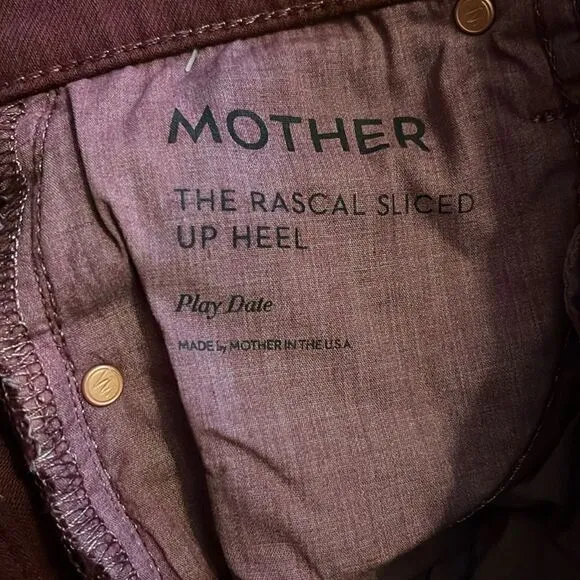 MOTHER
THE RASCAL SLICED
UP HEEL
Play Date
MADE by MOTHER IN THE U.S.A